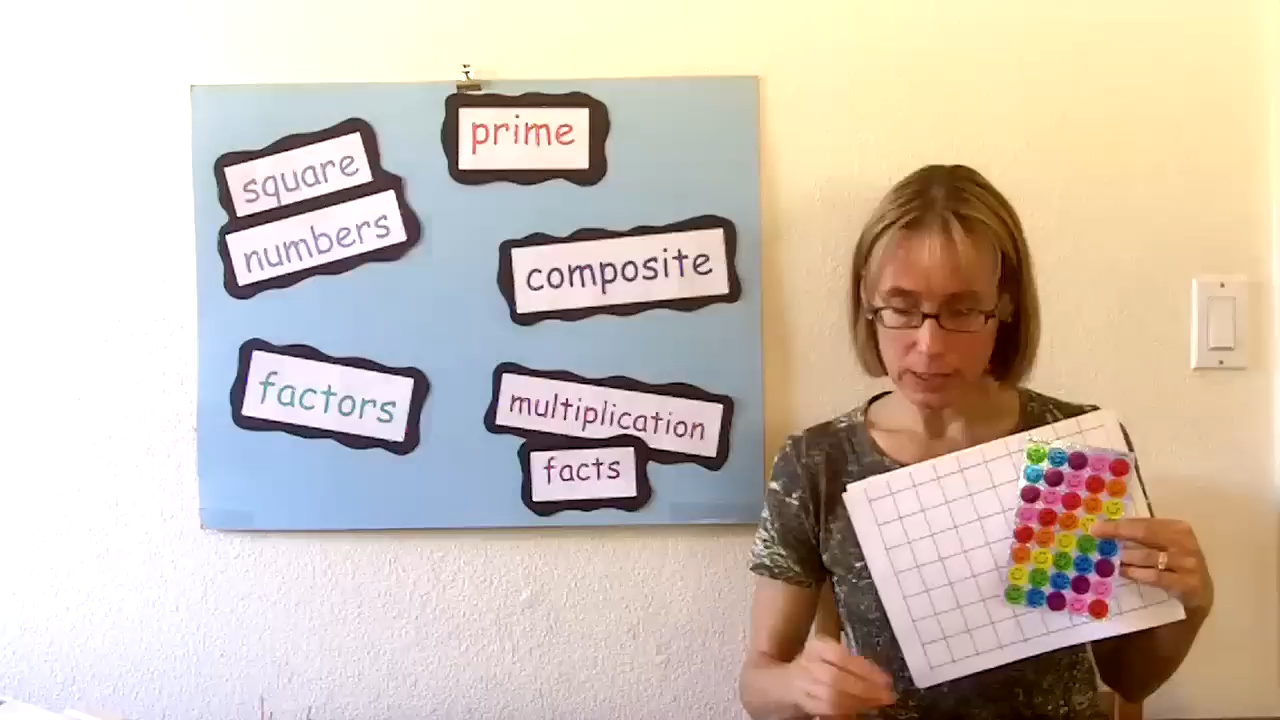 prime
square
numbers
composite
factors
multiplication
facts